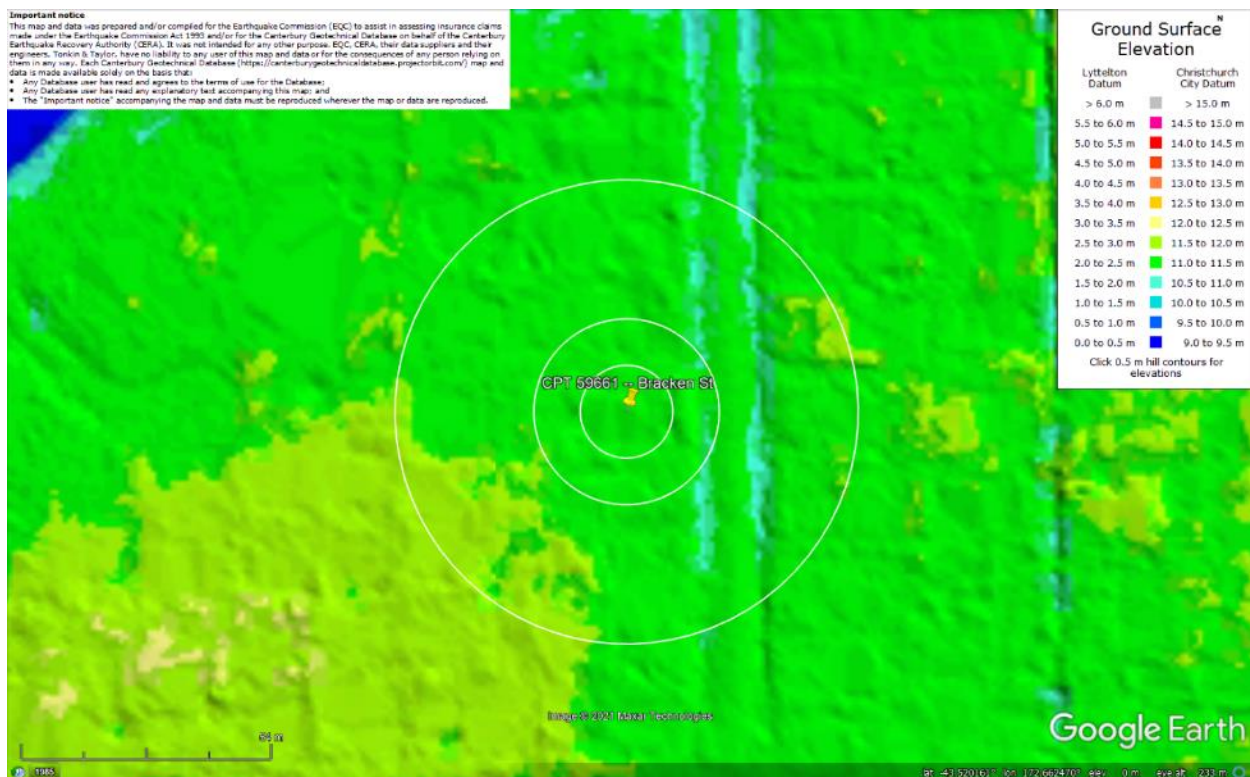 Important notice
This map and data was prepared and/or compiled for the Earthquake Commission (EQC) to assist in assessing insurance claims
made under the Earthquake Commission Act 1993 and/or for the Canterbury Geotechnical Database on behalf of the Canterbury
Earthquake Recovery Authority (CERA). It was not intended for any other purpose. EQC, CERA, their data suppliers and their
engineers, Tonkin & Taylor, have no liability to any user of this map and data or for the consequences of any person relying on
them in any way. Each Canterbury Geotechnical Database (https://canterburygeotechnicaldatabase.projectorbit.com/) map and
data is made available solely on the basis that:
• Any Database user has read and agrees to the terms of use for the Database;
• Any Database user has read any explanatory text accompanying this map; and
• The "Important notice" accompanying the map and data must be reproduced wherever the map or data are reproduced.
N
Ground Surface
Elevation
Lyttelton Datum Christchurch City Datum
> 6.0 m > 15.0 m
5.5 to 6.0 m 14.5 to 15.0 m
5.0 to 5.5 m 14.0 to 14.5 m
4.5 to 5.0 m 13.5 to 14.0 m
4.0 to 4.5 m 13.0 to 13.5 m
3.5 to 4.0 m 12.5 to 13.0 m
3.0 to 3.5 m 12.0 to 12.5 m
2.5 to 3.0 m 11.5 to 12.0 m
2.0 to 2.5 m 11.0 to 11.5 m
1.5 to 2.0 m 10.5 to 11.0 m
1.0 to 1.5 m 10.0 to 10.5 m
0.5 to 1.0 m 9.5 to 10.0 m
0.0 to 0.5 m 9.0 to 9.5 m
Click 0.5 m hill contours for
elevations
CPT 59661 -- Bracken St
Image © 2021 Maxar Technologies
Google Earth
54 m
1985
lat -43.520161° lon 172.662470° elev 0 m eye alt 233 m